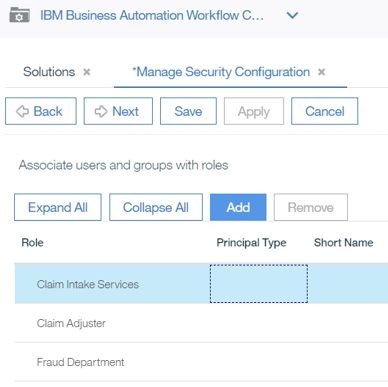 IBM Business Automation Workflow C...
Solutions × *Manage Security Configuration ×
Back Next Save Apply Cancel
Associate users and groups with roles
Expand All Collapse All Add Remove
Role Principal Type Short Name
Claim Intake Services
Claim Adjuster
Fraud Department